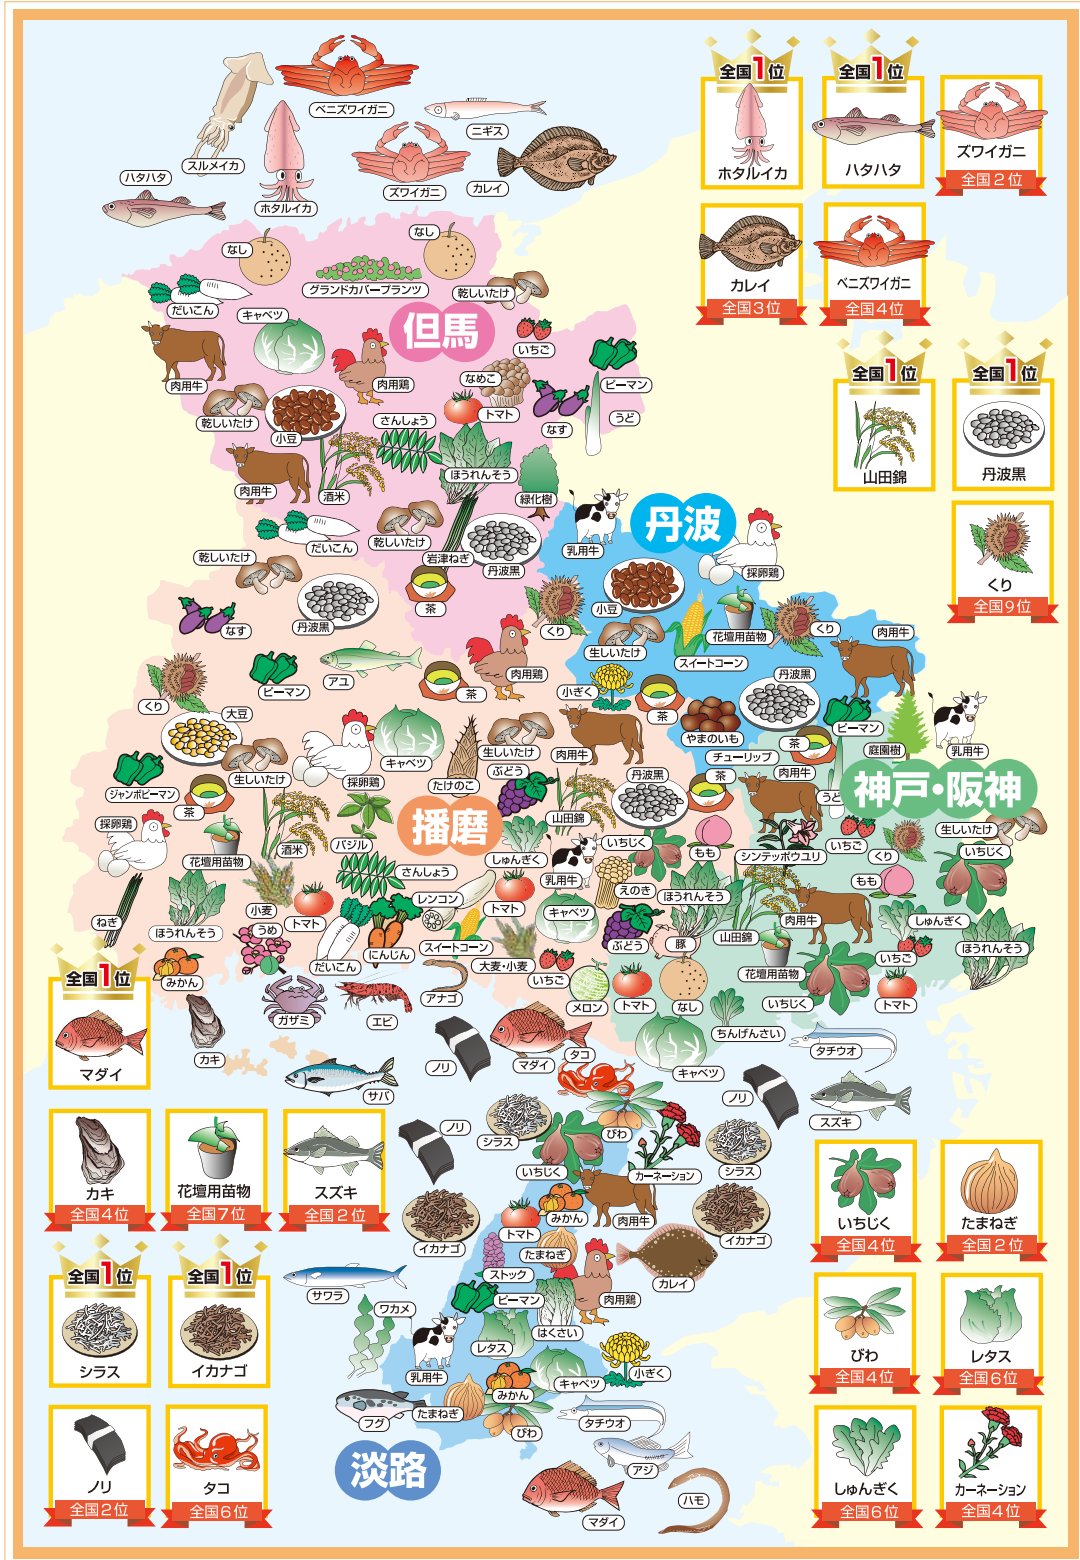 全国1位
ホタルイカ
全国1位
ハタハタ
ズワイガニ
全国2位
カレイ
全国3位
ベニズワイガニ
全国4位
全国1位
山田錦
全国1位
丹波黒
くり
全国9位
ベニズワイガニ
ニギス
スルメイカ
ハタハタ
ホタルイカ
ズワイガニ
カレイ
なし
なし
グランドカバープランツ
乾しいたけ
だいこん
キャベツ
但馬
いちご
肉用牛
肉用鶏
なめこ
ピーマン
乾しいたけ
トマト
なす
うど
小豆
さんしょう
ほうれんそう
肉用牛
酒米
緑化樹
だいこん
乾しいたけ
岩津ねぎ
丹波黒
乳用牛
丹波
採卵鶏
乾しいたけ
丹波黒
茶
なす
くり
小豆
花壇用苗物
くり
肉用牛
生しいたけ
スイートコーン
アユ
ピーマン
茶
肉用鶏
小ぎく
茶
丹波黒
くり
大豆
やまのいも
ピーマン
庭園樹
乳用牛
採卵鶏
キャベツ
生しいたけ
肉用牛
チューリップ
茶
ジャンボピーマン
生しいたけ
たけのこ
ぶどう
丹波黒
茶
肉用牛
うど
神戸・阪神
茶
採卵鶏
花壇用苗物
酒米
バジル
播磨
山田錦
しゅんぎく
いちじく
もも
シンテッポウユリ
いちご
くり
生しいたけ
いちじく
さんしょう
乳用牛
えのき
ほうれんそう
もも
ねぎ
ほうれんそう
小麦
トマト
レンコン
トマト
キャベツ
肉用牛
しゅんぎく
うめ
だいこん
にんじん
スイートコーン
大麦・小麦
ぶどう
豚
山田錦
いちご
ほうれんそう
みかん
アナゴ
いちご
メロン
トマト
なし
花壇用苗物
いちじく
トマト
全国1位
マダイ
カキ
ガザミ
エビ
ノリ
マダイ
タコ
ちんげんさい
キャベツ
タチウオ
サバ
ノリ
スズキ
カキ
全国4位
花壇用苗物
全国7位
スズキ
全国2位
ノリ
シラス
びわ
いちじく
カーネーション
シラス
イカナゴ
みかん
トマト
肉用牛
イカナゴ
たまねぎ
ストック
カレイ
いちじく
全国4位
たまねぎ
全国2位
全国1位
シラス
全国1位
イカナゴ
サワラ
ワカメ
ピーマン
肉用鶏
はくさい
レタス
乳用牛
キャベツ
小ぎく
みかん
びわ
全国4位
レタス
全国6位
ノリ
全国2位
タコ
全国6位
フグ
たまねぎ
びわ
タチウオ
淡路
アジ
ハモ
マダイ
しゅんぎく
全国6位
カーネーション
全国4位